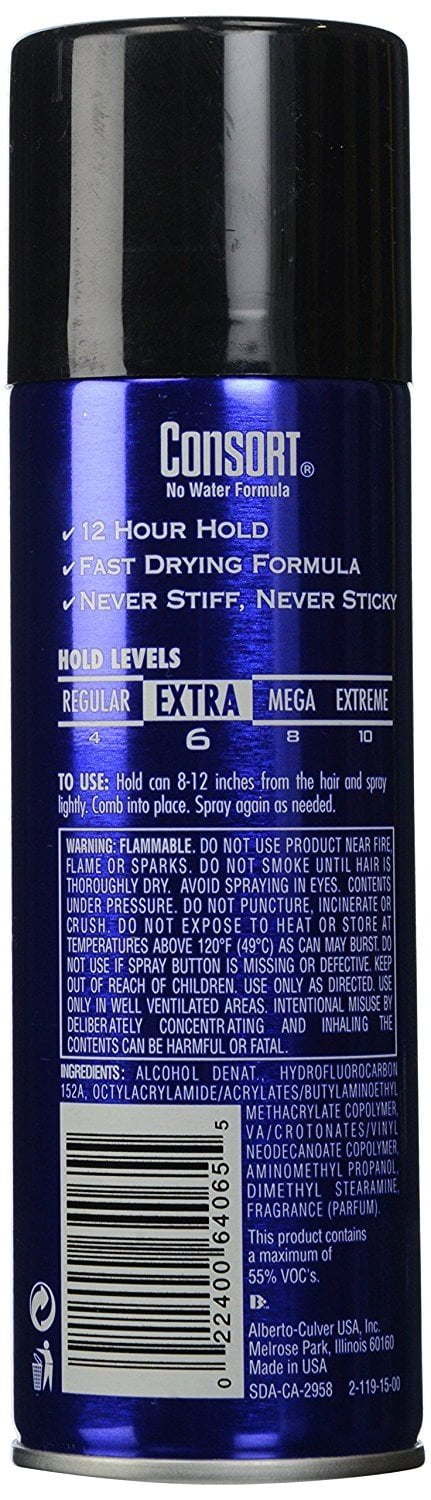 CONSORT®
No Water Formula
✓12 HOUR HOLD
✓FAST DRYING FORMULA
✓NEVER STIFF, NEVER STICKY
HOLD LEVELS
REGULAR EXTRA MEGA EXTREME
4 6 8 10
TO USE: Hold can 8-12 inches from the hair and spray
lightly. Comb into place. Spray again as needed.
WARNING: FLAMMABLE. DO NOT USE PRODUCT NEAR FIRE,
FLAME OR SPARKS. DO NOT SMOKE UNTIL HAIR IS
THOROUGHLY DRY. AVOID SPRAYING IN EYES. CONTENTS
UNDER PRESSURE. DO NOT PUNCTURE, INCINERATE OR
CRUSH. DO NOT EXPOSE TO HEAT OR STORE AT
TEMPERATURES ABOVE 120°F (49°C) AS CAN MAY BURST. DO
NOT USE IF SPRAY BUTTON IS MISSING OR DEFECTIVE. KEEP
OUT OF REACH OF CHILDREN. USE ONLY AS DIRECTED. USE
ONLY IN WELL VENTILATED AREAS. INTENTIONAL MISUSE BY
DELIBERATELY CONCENTRATING AND INHALING THE
CONTENTS CAN BE HARMFUL OR FATAL.
INGREDIENTS: ALCOHOL DENAT., HYDROFLUOROCARBON
152A, OCTYLACRYLAMIDE/ACRYLATES/BUTYLAMINOETHYL
METHACRYLATE COPOLYMER,
VA/CROTONATES/VINYL
NEODECANOATE COPOLYMER,
AMINOMETHYL PROPANOL,
DIMETHYL STEARAMINE,
FRAGRANCE (PARFUM).
This product contains
a maximum of
55% VOC's.
Alberto-Culver USA, Inc.
Melrose Park, Illinois 60160
Made in USA
SDA-CA-2958 2-119-15-00
0 22400 64065 5